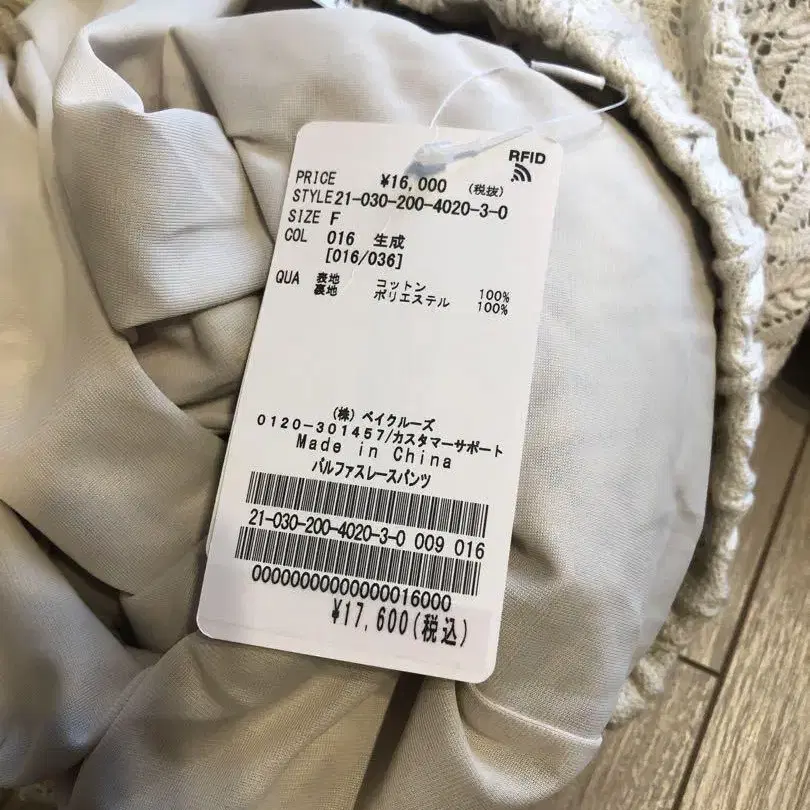 RFID
PRICE ¥16,000 (税抜)
STYLE21-030-200-4020-3-0
SIZE F
COL 016 生成
[016/036]
QUA 表地 コットン 100%
裏地 ポリエステル 100%
(株) ベイクルーズ
0120-301457/カスタマーサポート
Made in China
パルファスレースパンツ
21-030-200-4020-3-0 009 016
00000000000000016000
¥17,600(税込)